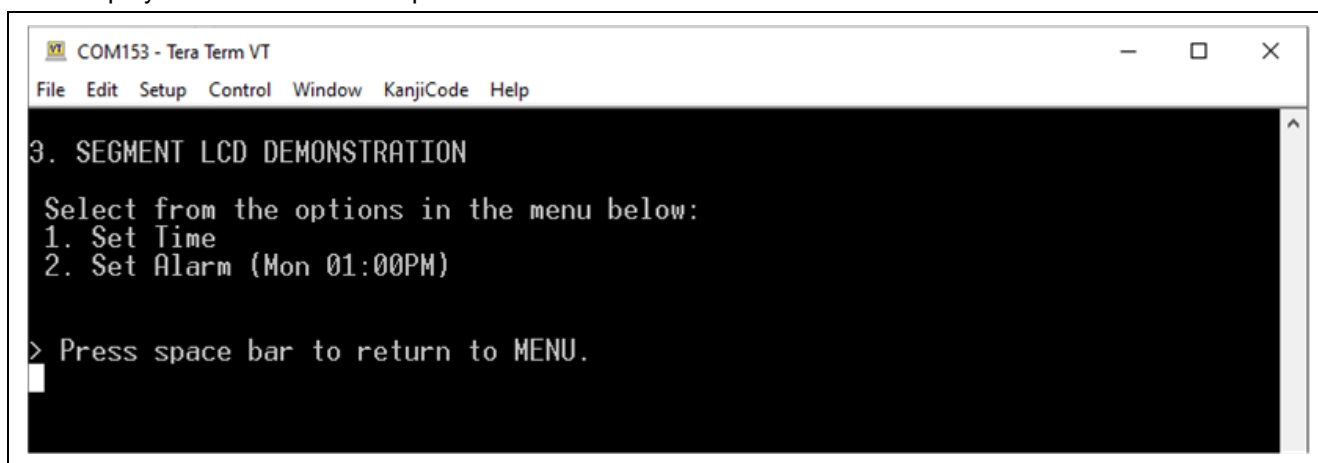 COM153 - Tera Term VT
File Edit Setup Control Window KanjiCode Help
3. SEGMENT LCD DEMONSTRATION
Select from the options in the menu below:
1. Set Time
2. Set Alarm (Mon 01:00PM)
> Press space bar to return to MENU.